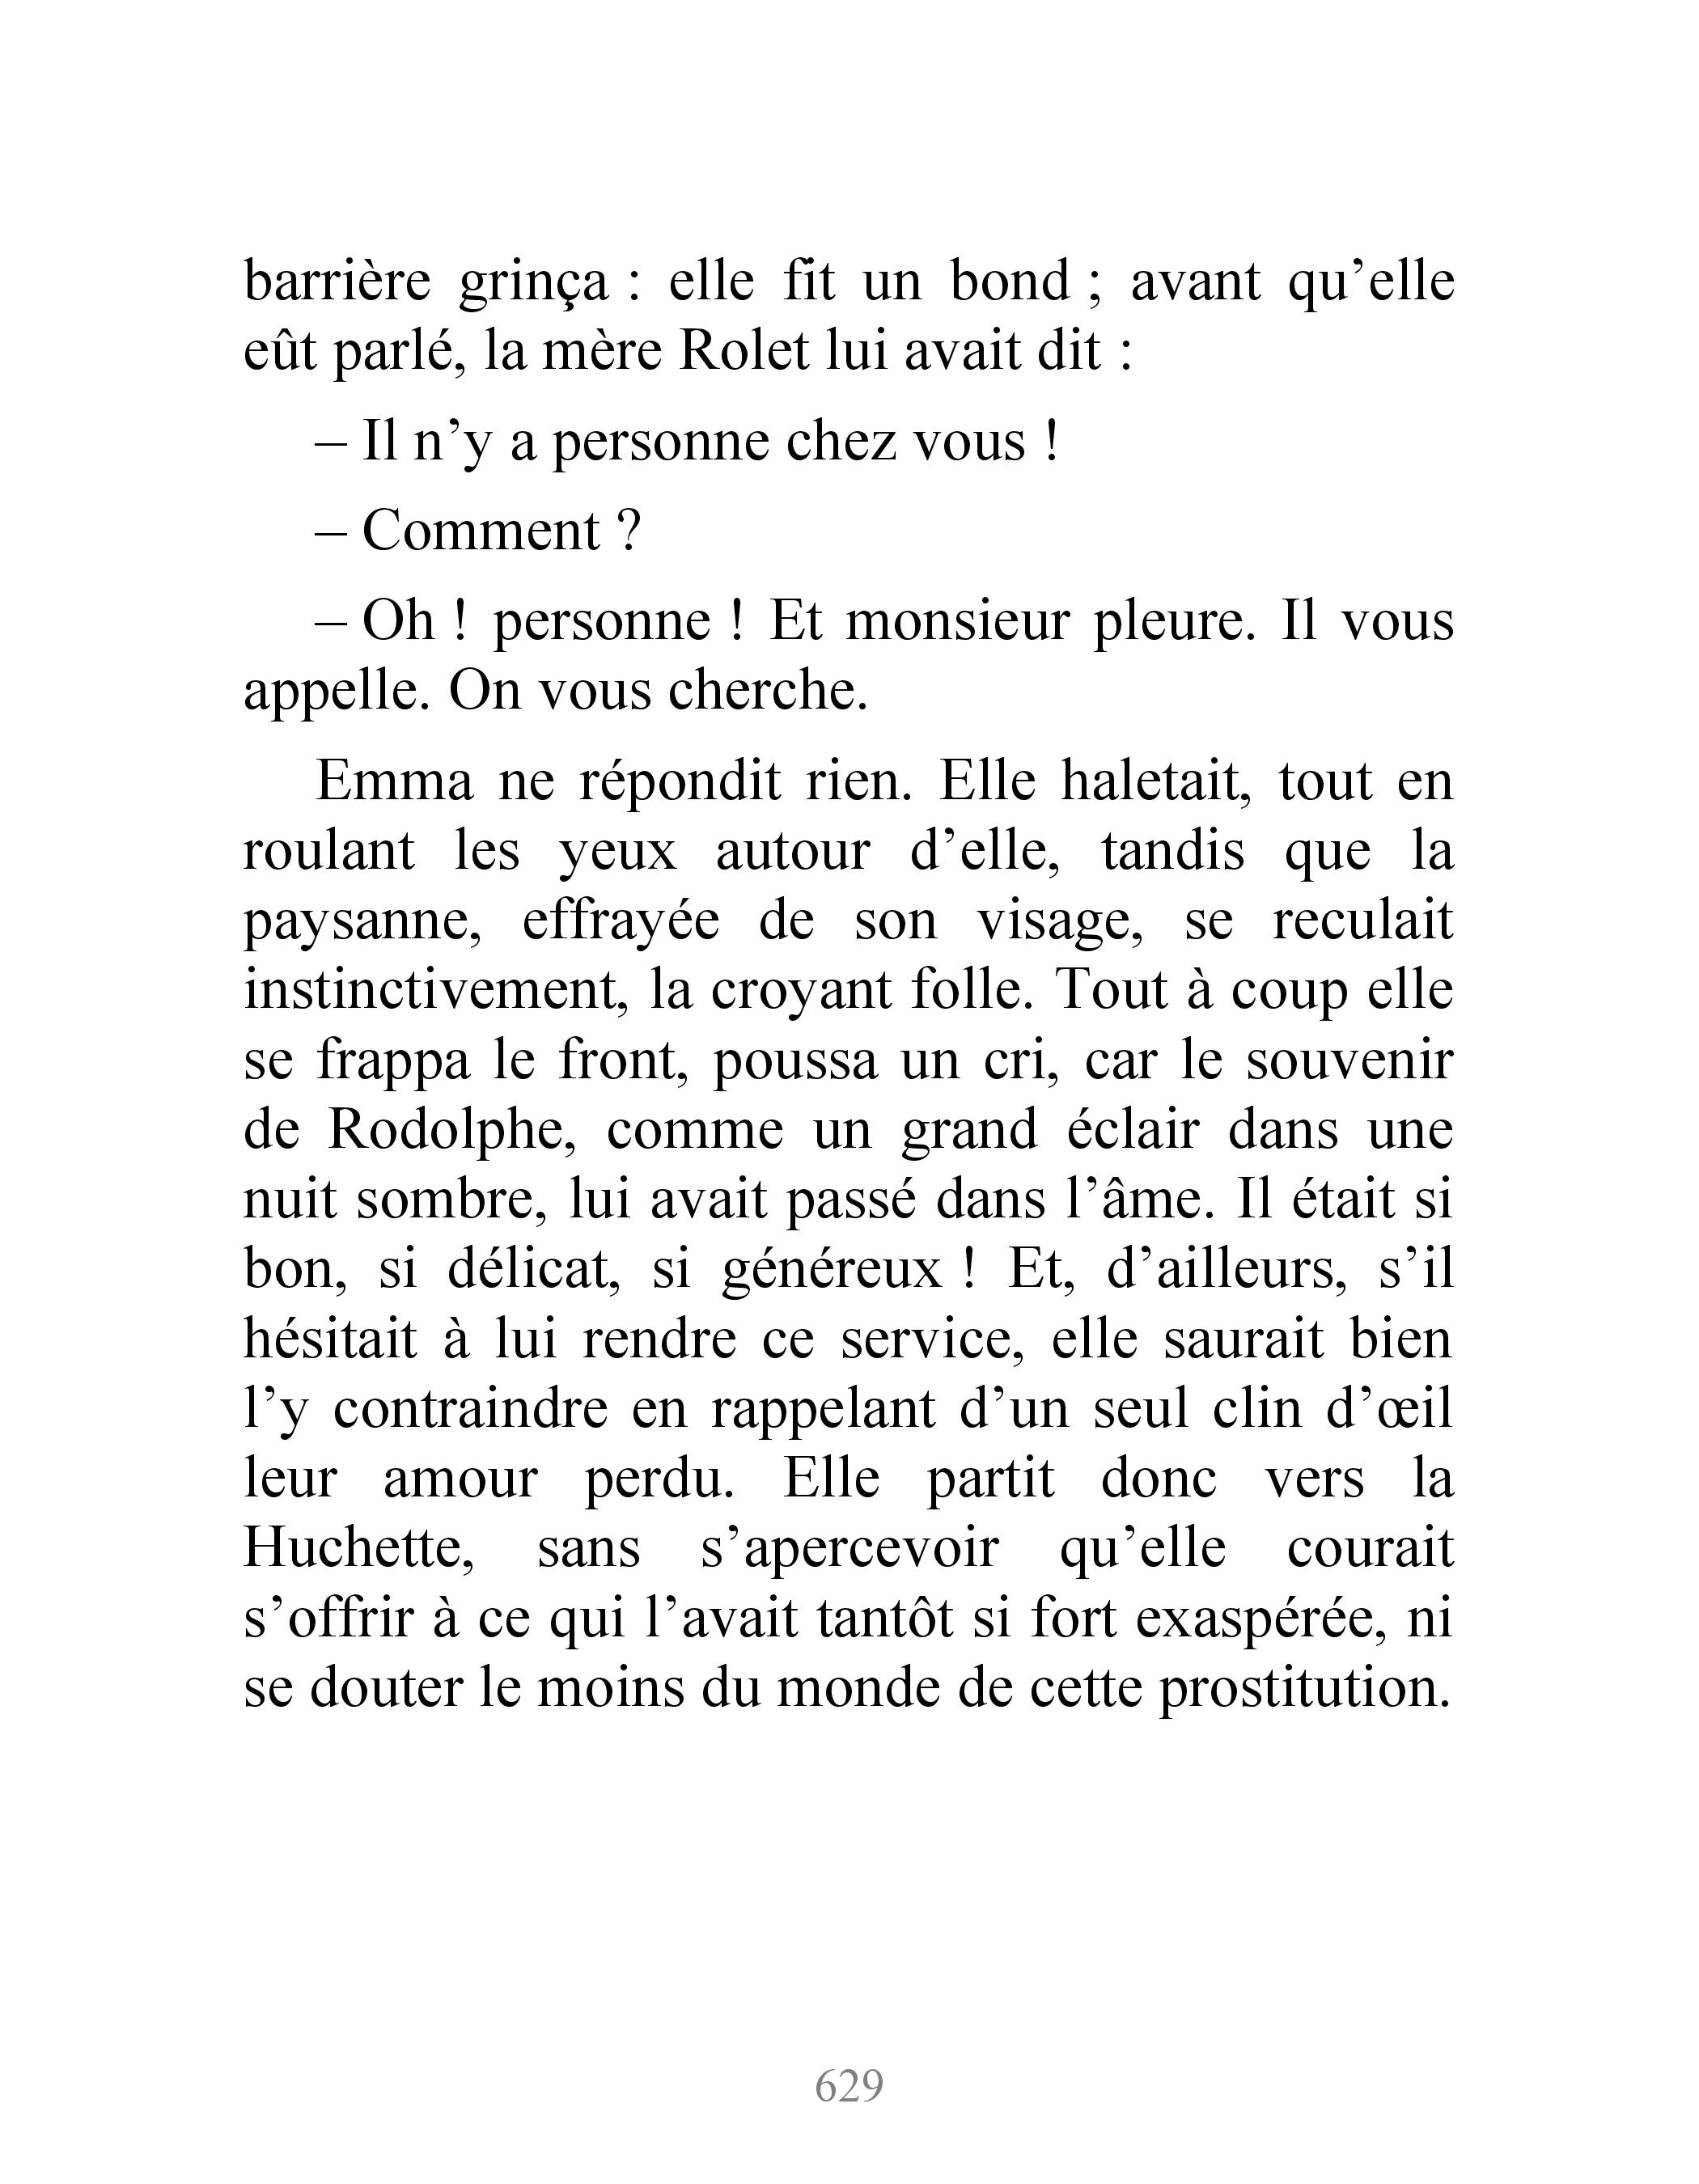 barrière grinça : elle fit un bond ; avant qu’elle
eût parlé, la mère Rolet lui avait dit :
– Il n’y a personne chez vous !
– Comment ?
– Oh ! personne ! Et monsieur pleure. Il vous
appelle. On vous cherche.
Emma ne répondit rien. Elle haletait, tout en
roulant les yeux autour d’elle, tandis que la
paysanne, effrayée de son visage, se reculait
instinctivement, la croyant folle. Tout à coup elle
se frappa le front, poussa un cri, car le souvenir
de Rodolphe, comme un grand éclair dans une
nuit sombre, lui avait passé dans l’âme. Il était si
bon, si délicat, si généreux ! Et, d’ailleurs, s’il
hésitait à lui rendre ce service, elle saurait bien
l’y contraindre en rappelant d’un seul clin d’œil
leur amour perdu. Elle partit donc vers la
Huchette, sans s’apercevoir qu’elle courait
s’offrir à ce qui l’avait tantôt si fort exaspérée, ni
se douter le moins du monde de cette prostitution.
629